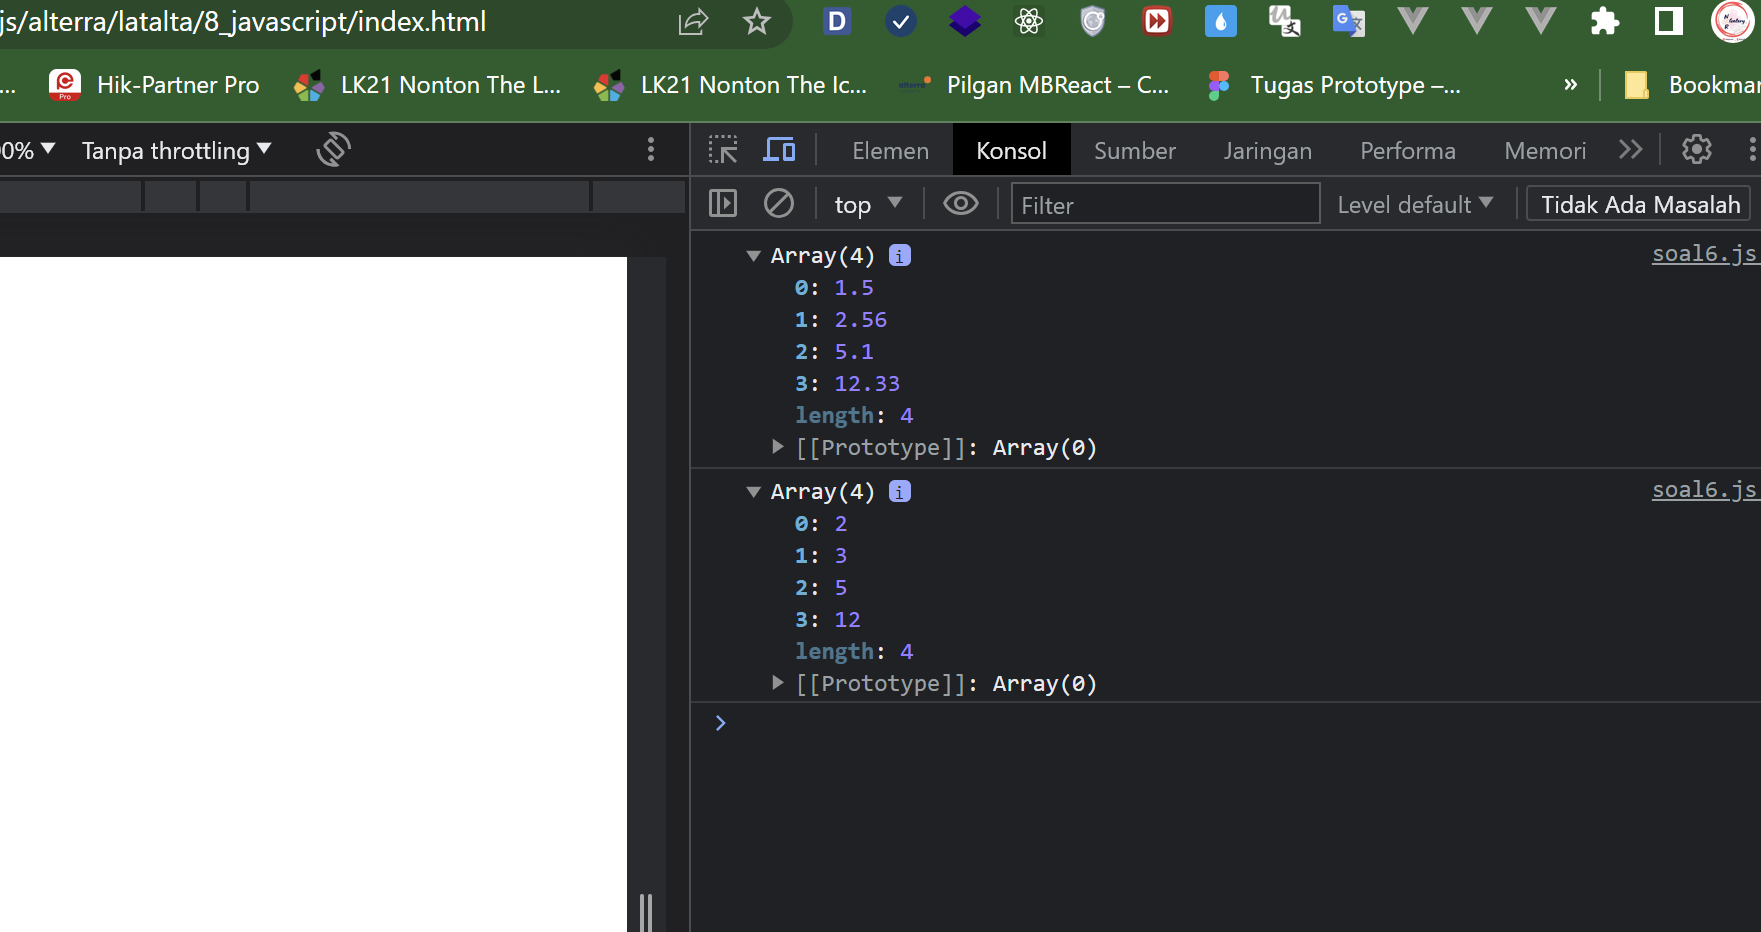 js/alterra/latalta/8_javascript/index.html
... Hik-Partner Pro LK21 Nonton The L... LK21 Nonton The Ic... Pilgan MBReact – C... Tugas Prototype –... » Bookmar
0% Tanpa throttling Elemen Konsol Sumber Jaringan Performa Memori
top Filter Level default Tidak Ada Masalah
Array(4) i soal6.js
0: 1.5
1: 2.56
2: 5.1
3: 12.33
length: 4
[[Prototype]]: Array(0)
Array(4) i soal6.js
0: 2
1: 3
2: 5
3: 12
length: 4
[[Prototype]]: Array(0)